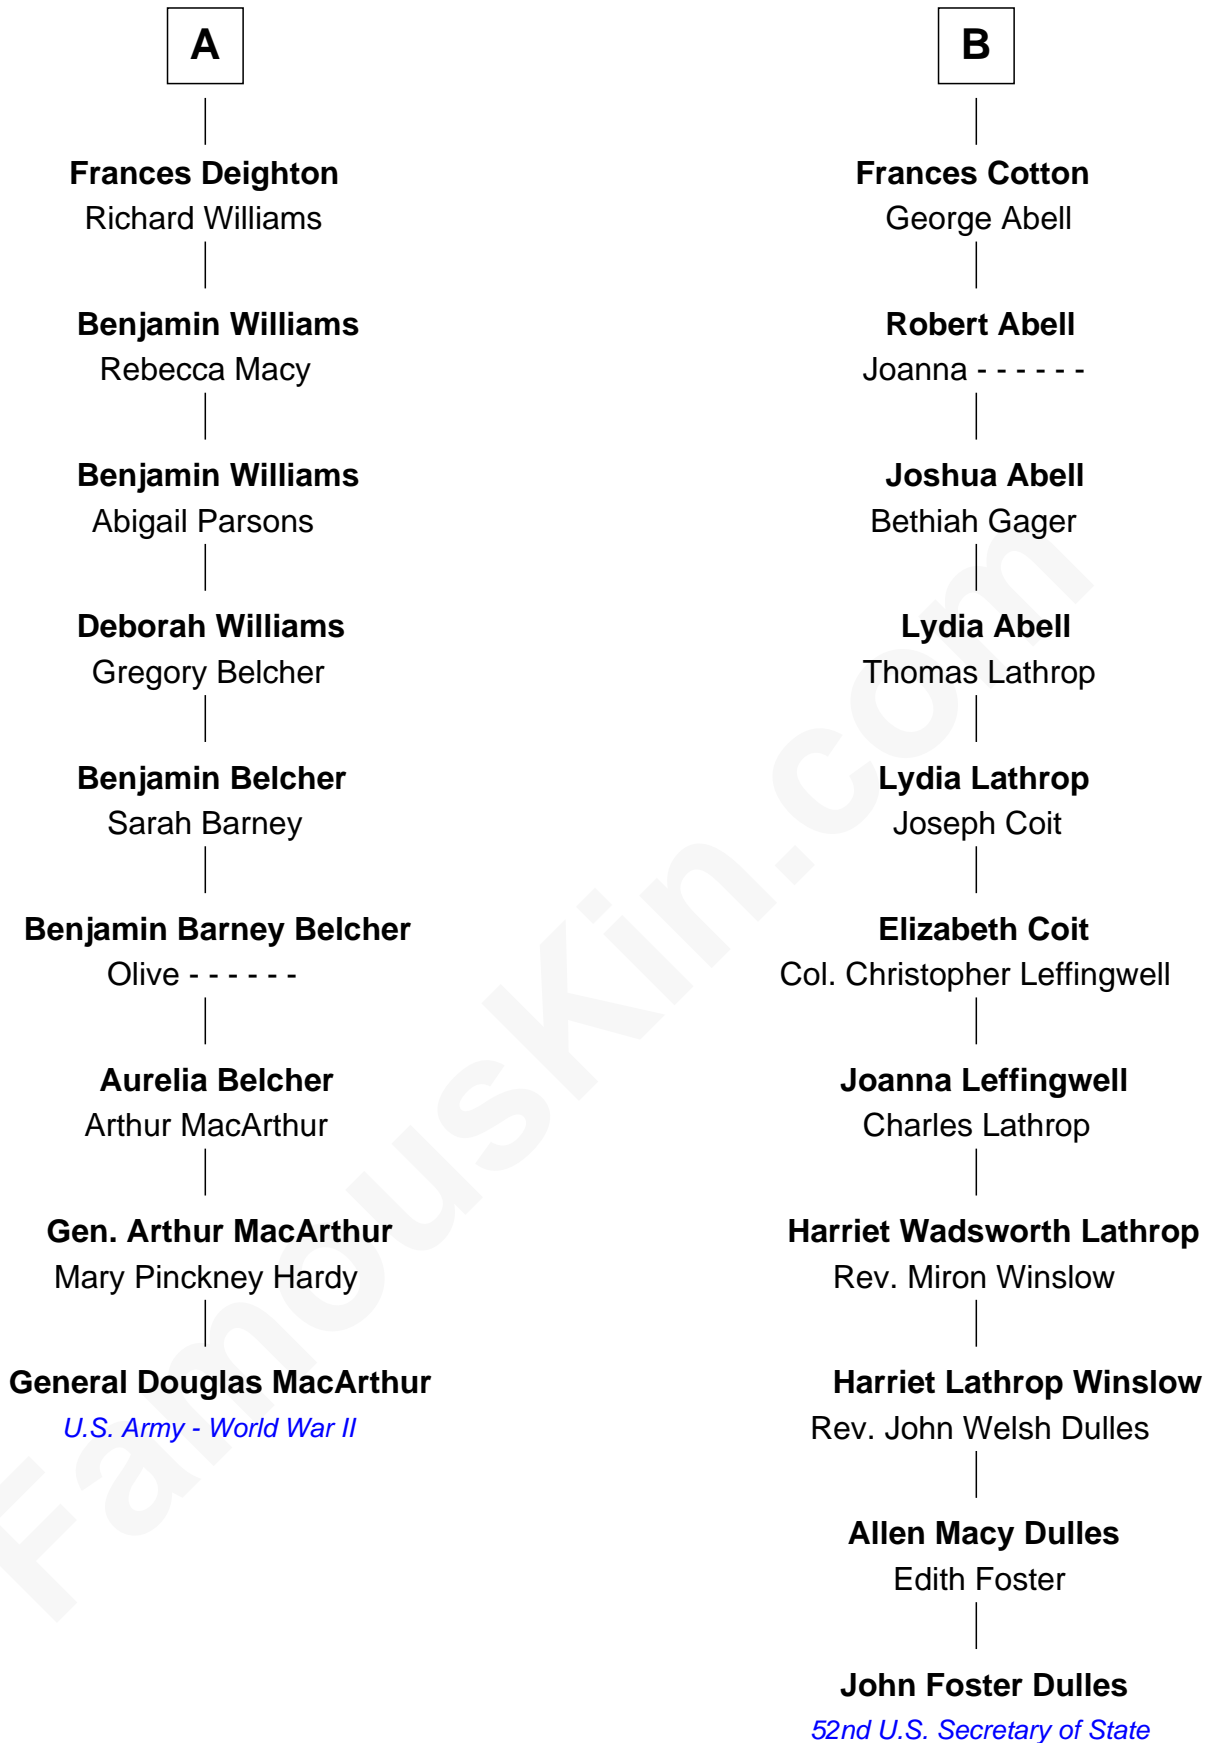 A
Frances Deighton
Richard Williams
Benjamin Williams
Rebecca Macy
Benjamin Williams
Abigail Parsons
Deborah Williams
Gregory Belcher
Benjamin Belcher
Sarah Barney
Benjamin Barney Belcher
Olive - - - - - -
Aurelia Belcher
Arthur MacArthur
Gen. Arthur MacArthur
Mary Pinckney Hardy
General Douglas MacArthur
U.S. Army - World War II
B
Frances Cotton
George Abell
Robert Abell
Joanna - - - - - -
Joshua Abell
Bethiah Gager
Lydia Abell
Thomas Lathrop
Lydia Lathrop
Joseph Coit
Elizabeth Coit
Col. Christopher Leffingwell
Joanna Leffingwell
Charles Lathrop
Harriet Wadsworth Lathrop
Rev. Miron Winslow
Harriet Lathrop Winslow
Rev. John Welsh Dulles
Allen Macy Dulles
Edith Foster
John Foster Dulles
52nd U.S. Secretary of State
FamousKin.com